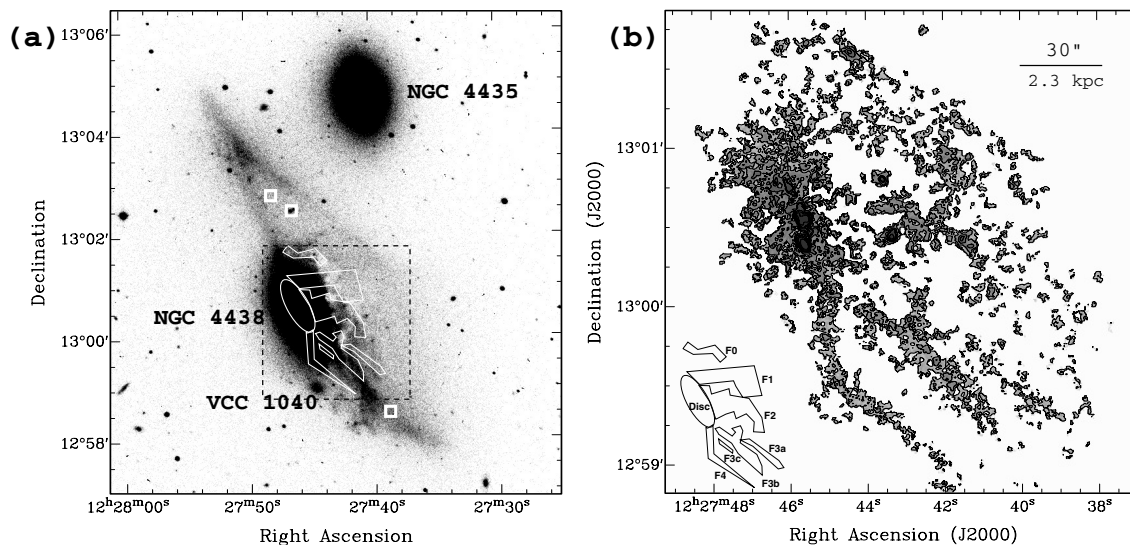 (a)
13°06′
13°04′
13°02′
13°00′
12°58′
Declination
NGC 4435
NGC 4438
VCC 1040
12ʰ28ᵐ00ˢ
27ᵐ50ˢ
27ᵐ40ˢ
27ᵐ30ˢ
Right Ascension
(b)
30"
2.3 kpc
13°01′
13°00′
12°59′
Declination (J2000)
F0
F1
Disc
F2
F3a
F3c
F4
F3b
12ʰ27ᵐ48ˢ
46ˢ
44ˢ
42ˢ
40ˢ
38ˢ
Right Ascension (J2000)